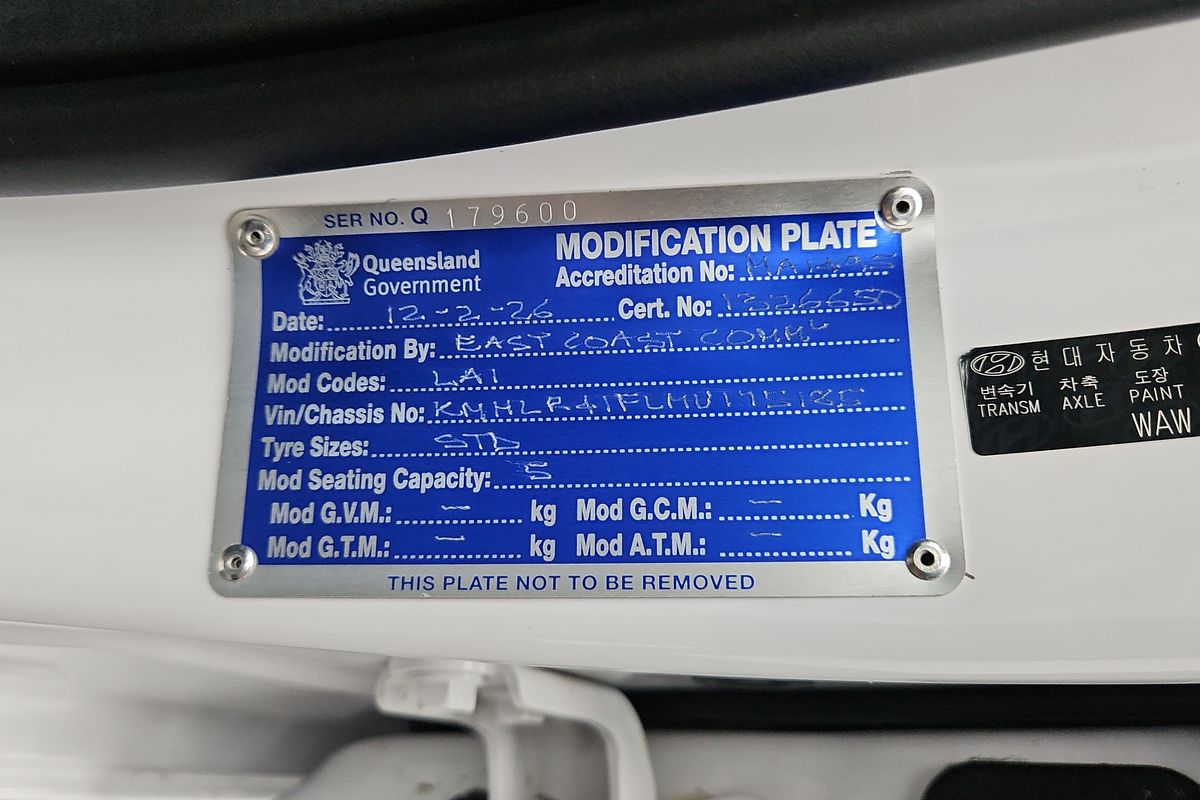 SER NO. Q 179600
Queensland Government
MODIFICATION PLATE
Accreditation No:
Date: 12-2-26 Cert. No: 1326650
Modification By: EAST COAST COMM
Mod Codes: LA1
Vin/Chassis No:
Tyre Sizes: STD
Mod Seating Capacity: 5
Mod G.V.M.: – kg Mod G.C.M.: – Kg
Mod G.T.M.: – kg Mod A.T.M.: – Kg
THIS PLATE NOT TO BE REMOVED
현대자동차
변속기 차축 도장
TRANSM AXLE PAINT
WAW